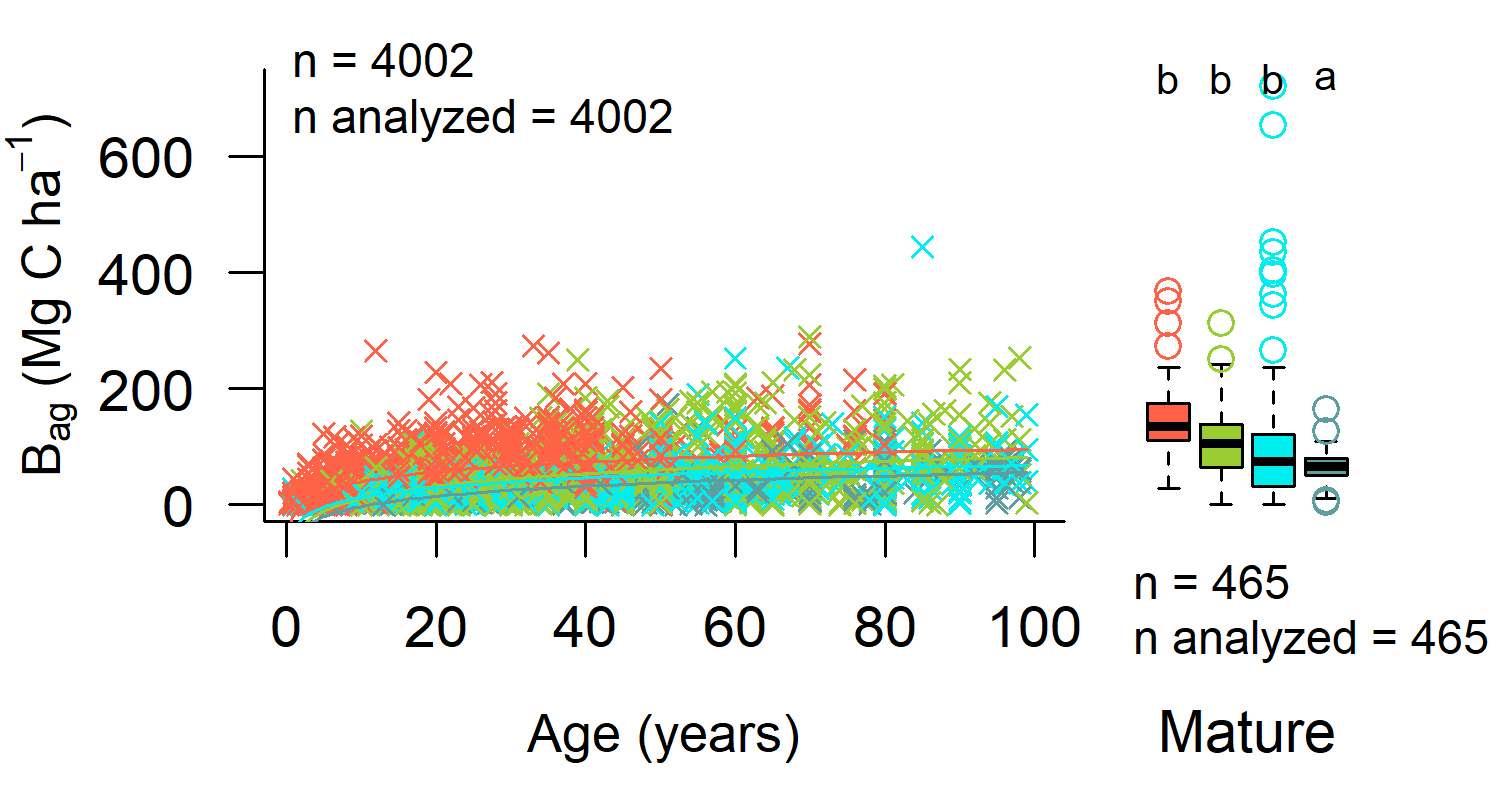 n = 4002
n analyzed = 4002
B_ag (Mg C ha⁻¹)
600
400
200
0
0 20 40 60 80 100
Age (years)
b b b a
n = 465
n analyzed = 465
Mature